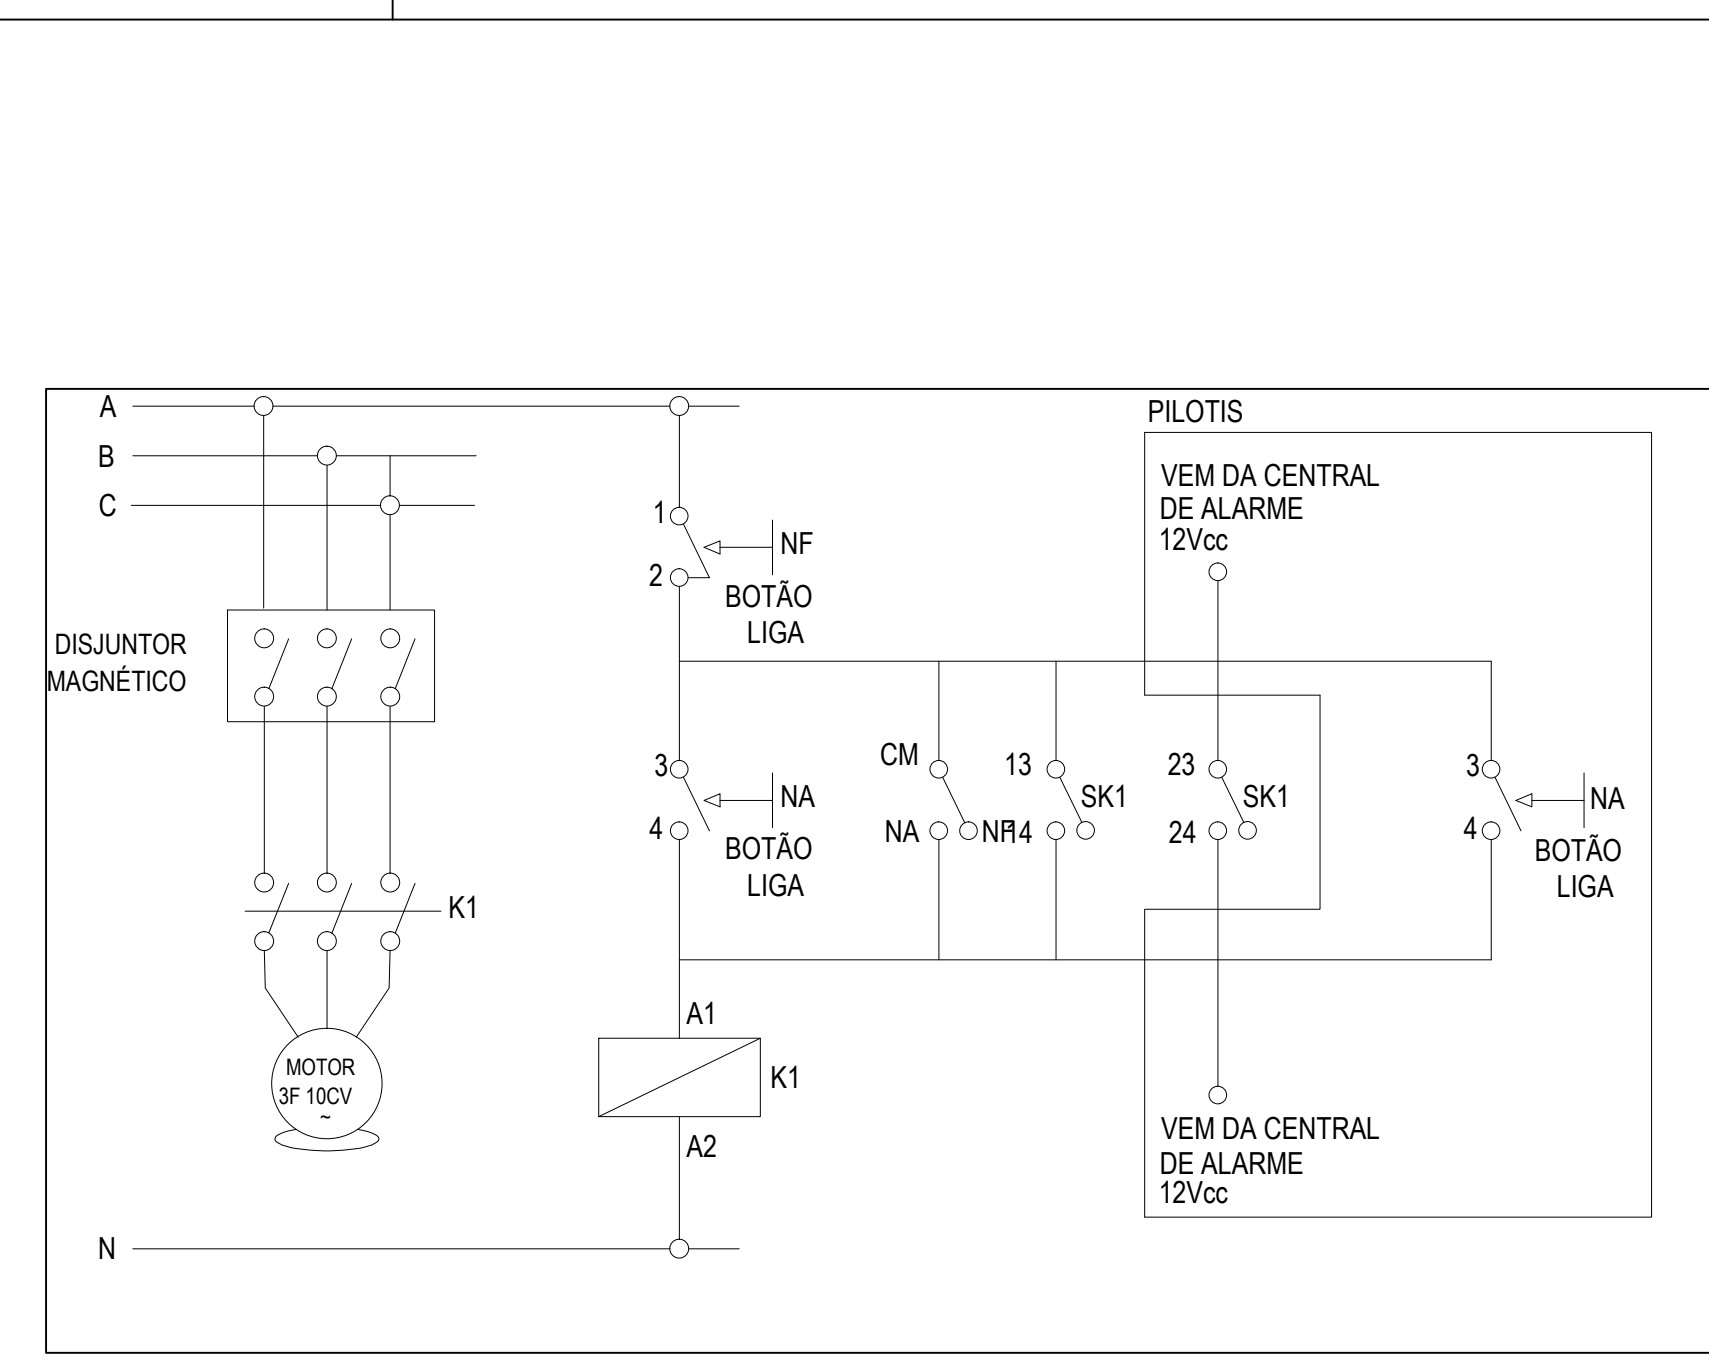 A
B
C
DISJUNTOR
MAGNÉTICO
K1
MOTOR
3F 10CV
~
N
1
2
NF
BOTÃO
LIGA
3
4
NA
BOTÃO
LIGA
A1
K1
A2
CM
NA
NF
13
14
SK1
PILOTIS
VEM DA CENTRAL
DE ALARME
12Vcc
23
24
SK1
VEM DA CENTRAL
DE ALARME
12Vcc
3
4
NA
BOTÃO
LIGA